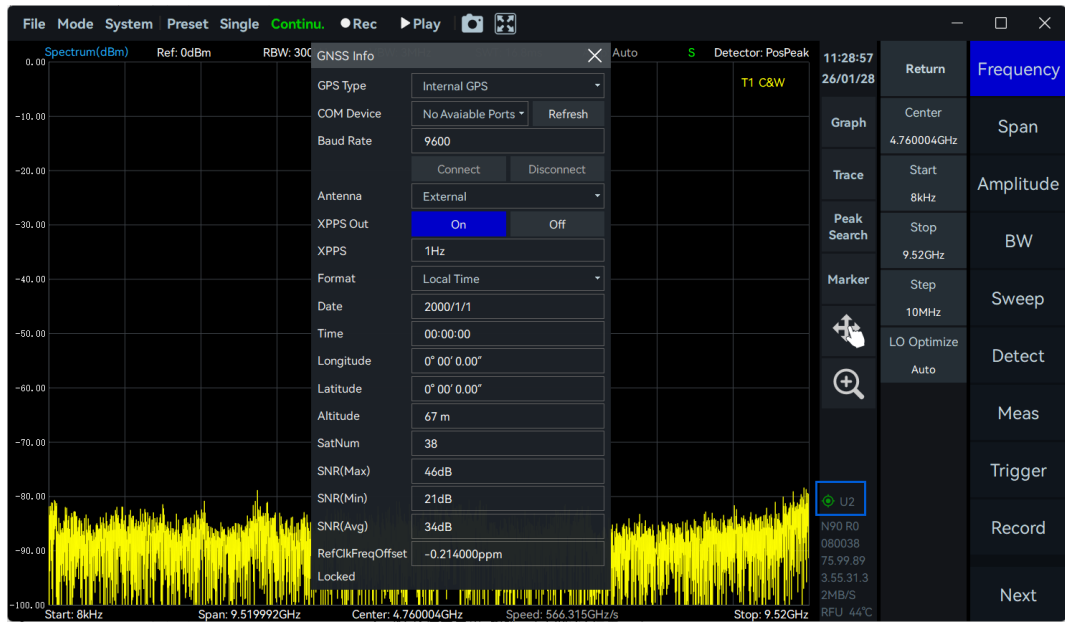 File Mode System Preset Single Continu. Rec Play
Spectrum(dBm) Ref: 0dBm RBW: 300 Auto S Detector: PosPeak
T1 C&W
0.00
-10.00
-20.00
-30.00
-40.00
-50.00
-60.00
-70.00
-80.00
-90.00
-100.00
Start: 8kHz Span: 9.519992GHz Center: 4.760004GHz Speed: 566.315GHz/s Stop: 9.52GHz
GNSS Info
GPS Type Internal GPS
COM Device No Avaiable Ports Refresh
Baud Rate 9600
Connect Disconnect
Antenna External
XPPS Out On Off
XPPS 1Hz
Format Local Time
Date 2000/1/1
Time 00:00:00
Longitude 0° 00′ 0.00″
Latitude 0° 00′ 0.00″
Altitude 67 m
SatNum 38
SNR(Max) 46dB
SNR(Min) 21dB
SNR(Avg) 34dB
RefClkFreqOffset -0.214000ppm
Locked
11:28:57
26/01/28
Graph
Trace
Peak
Search
Marker
U2
N90 R0
080038
75.99.89
3.55.31.3
2MB/S
RFU 44℃
Return
Center
4.760004GHz
Start
8kHz
Stop
9.52GHz
Step
10MHz
LO Optimize
Auto
Frequency
Span
Amplitude
BW
Sweep
Detect
Meas
Trigger
Record
Next